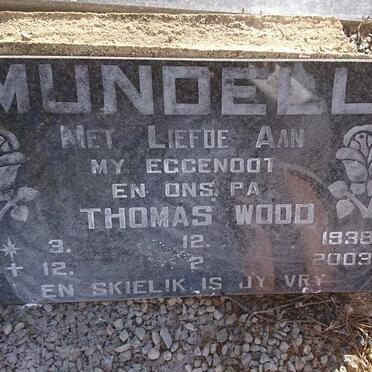 MUNDELL
MET LIEFDE AAN
MY EGGENOOT
EN ONS PA
THOMAS WOOD
* 3. 12. 1938
+ 12. 2 2003
EN SKIELIK IS JY VRY